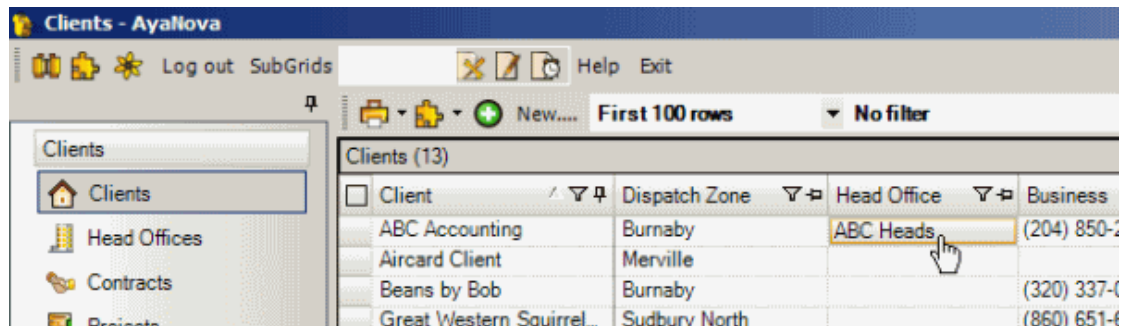 Clients - AyaNova
Log out SubGrids Help Exit
New.... First 100 rows No filter
Clients
Clients (13)
Clients
Client Dispatch Zone Head Office Business
Head Offices
ABC Accounting Burnaby ABC Heads (204) 850-2
Aircard Client Merville
Contracts
Beans by Bob Burnaby (320) 337-0
Projects
Great Western Squirrel... Sudbury North (860) 651-6